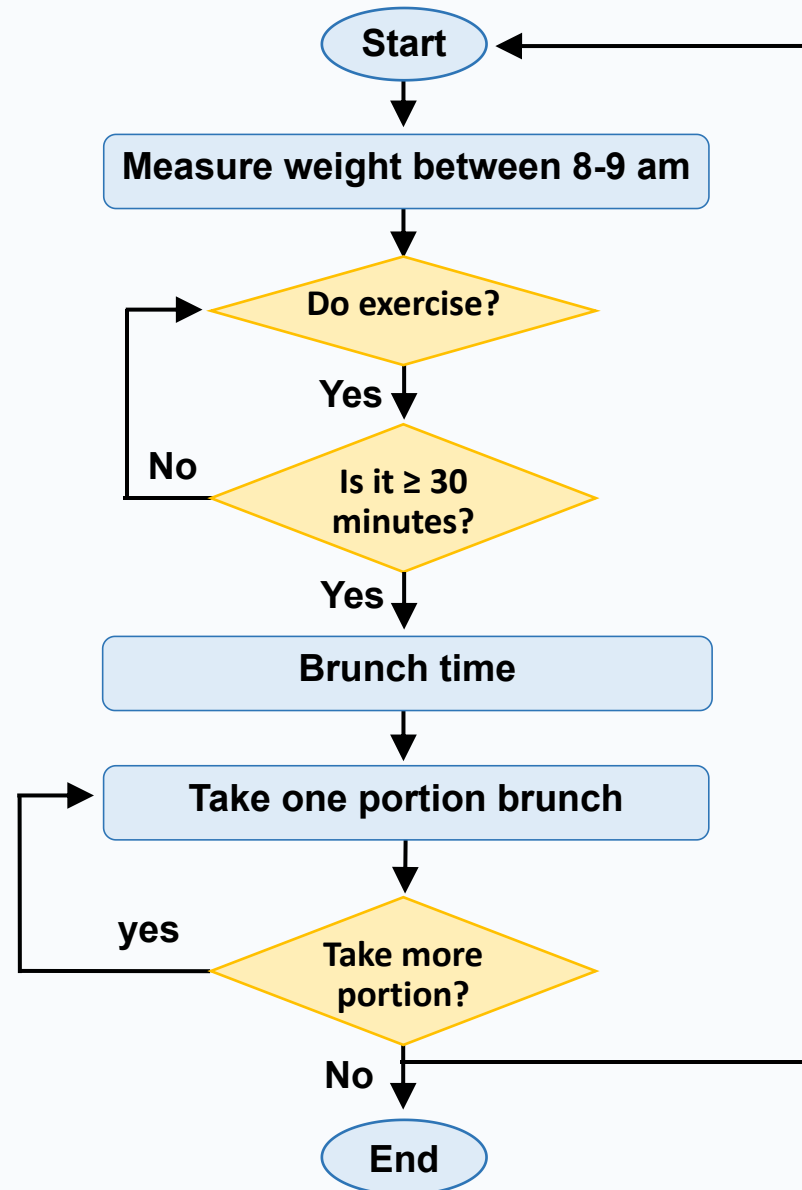 Start
Measure weight between 8-9 am
Do exercise?
Yes
No
Is it ≥ 30
minutes?
Yes
Brunch time
Take one portion brunch
yes
Take more
portion?
No
End